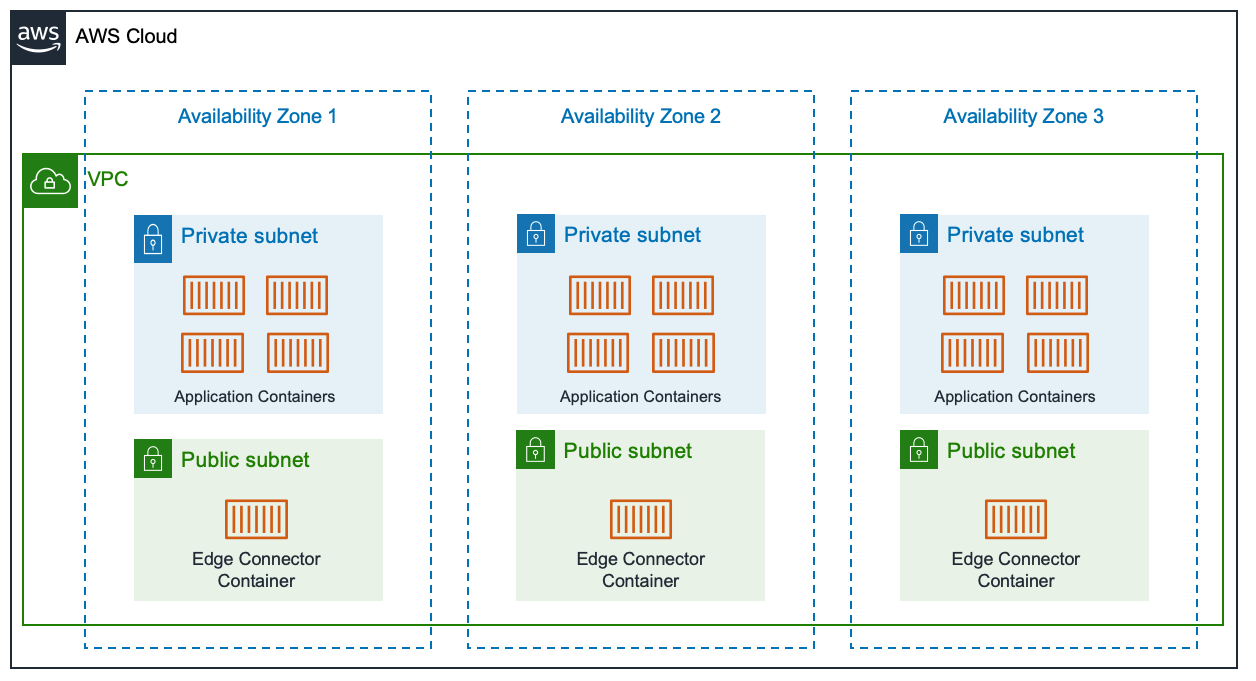 aws
AWS Cloud
Availability Zone 1
Availability Zone 2
Availability Zone 3
VPC
Private subnet
Application Containers
Private subnet
Application Containers
Private subnet
Application Containers
Public subnet
Edge Connector
Container
Public subnet
Edge Connector
Container
Public subnet
Edge Connector
Container